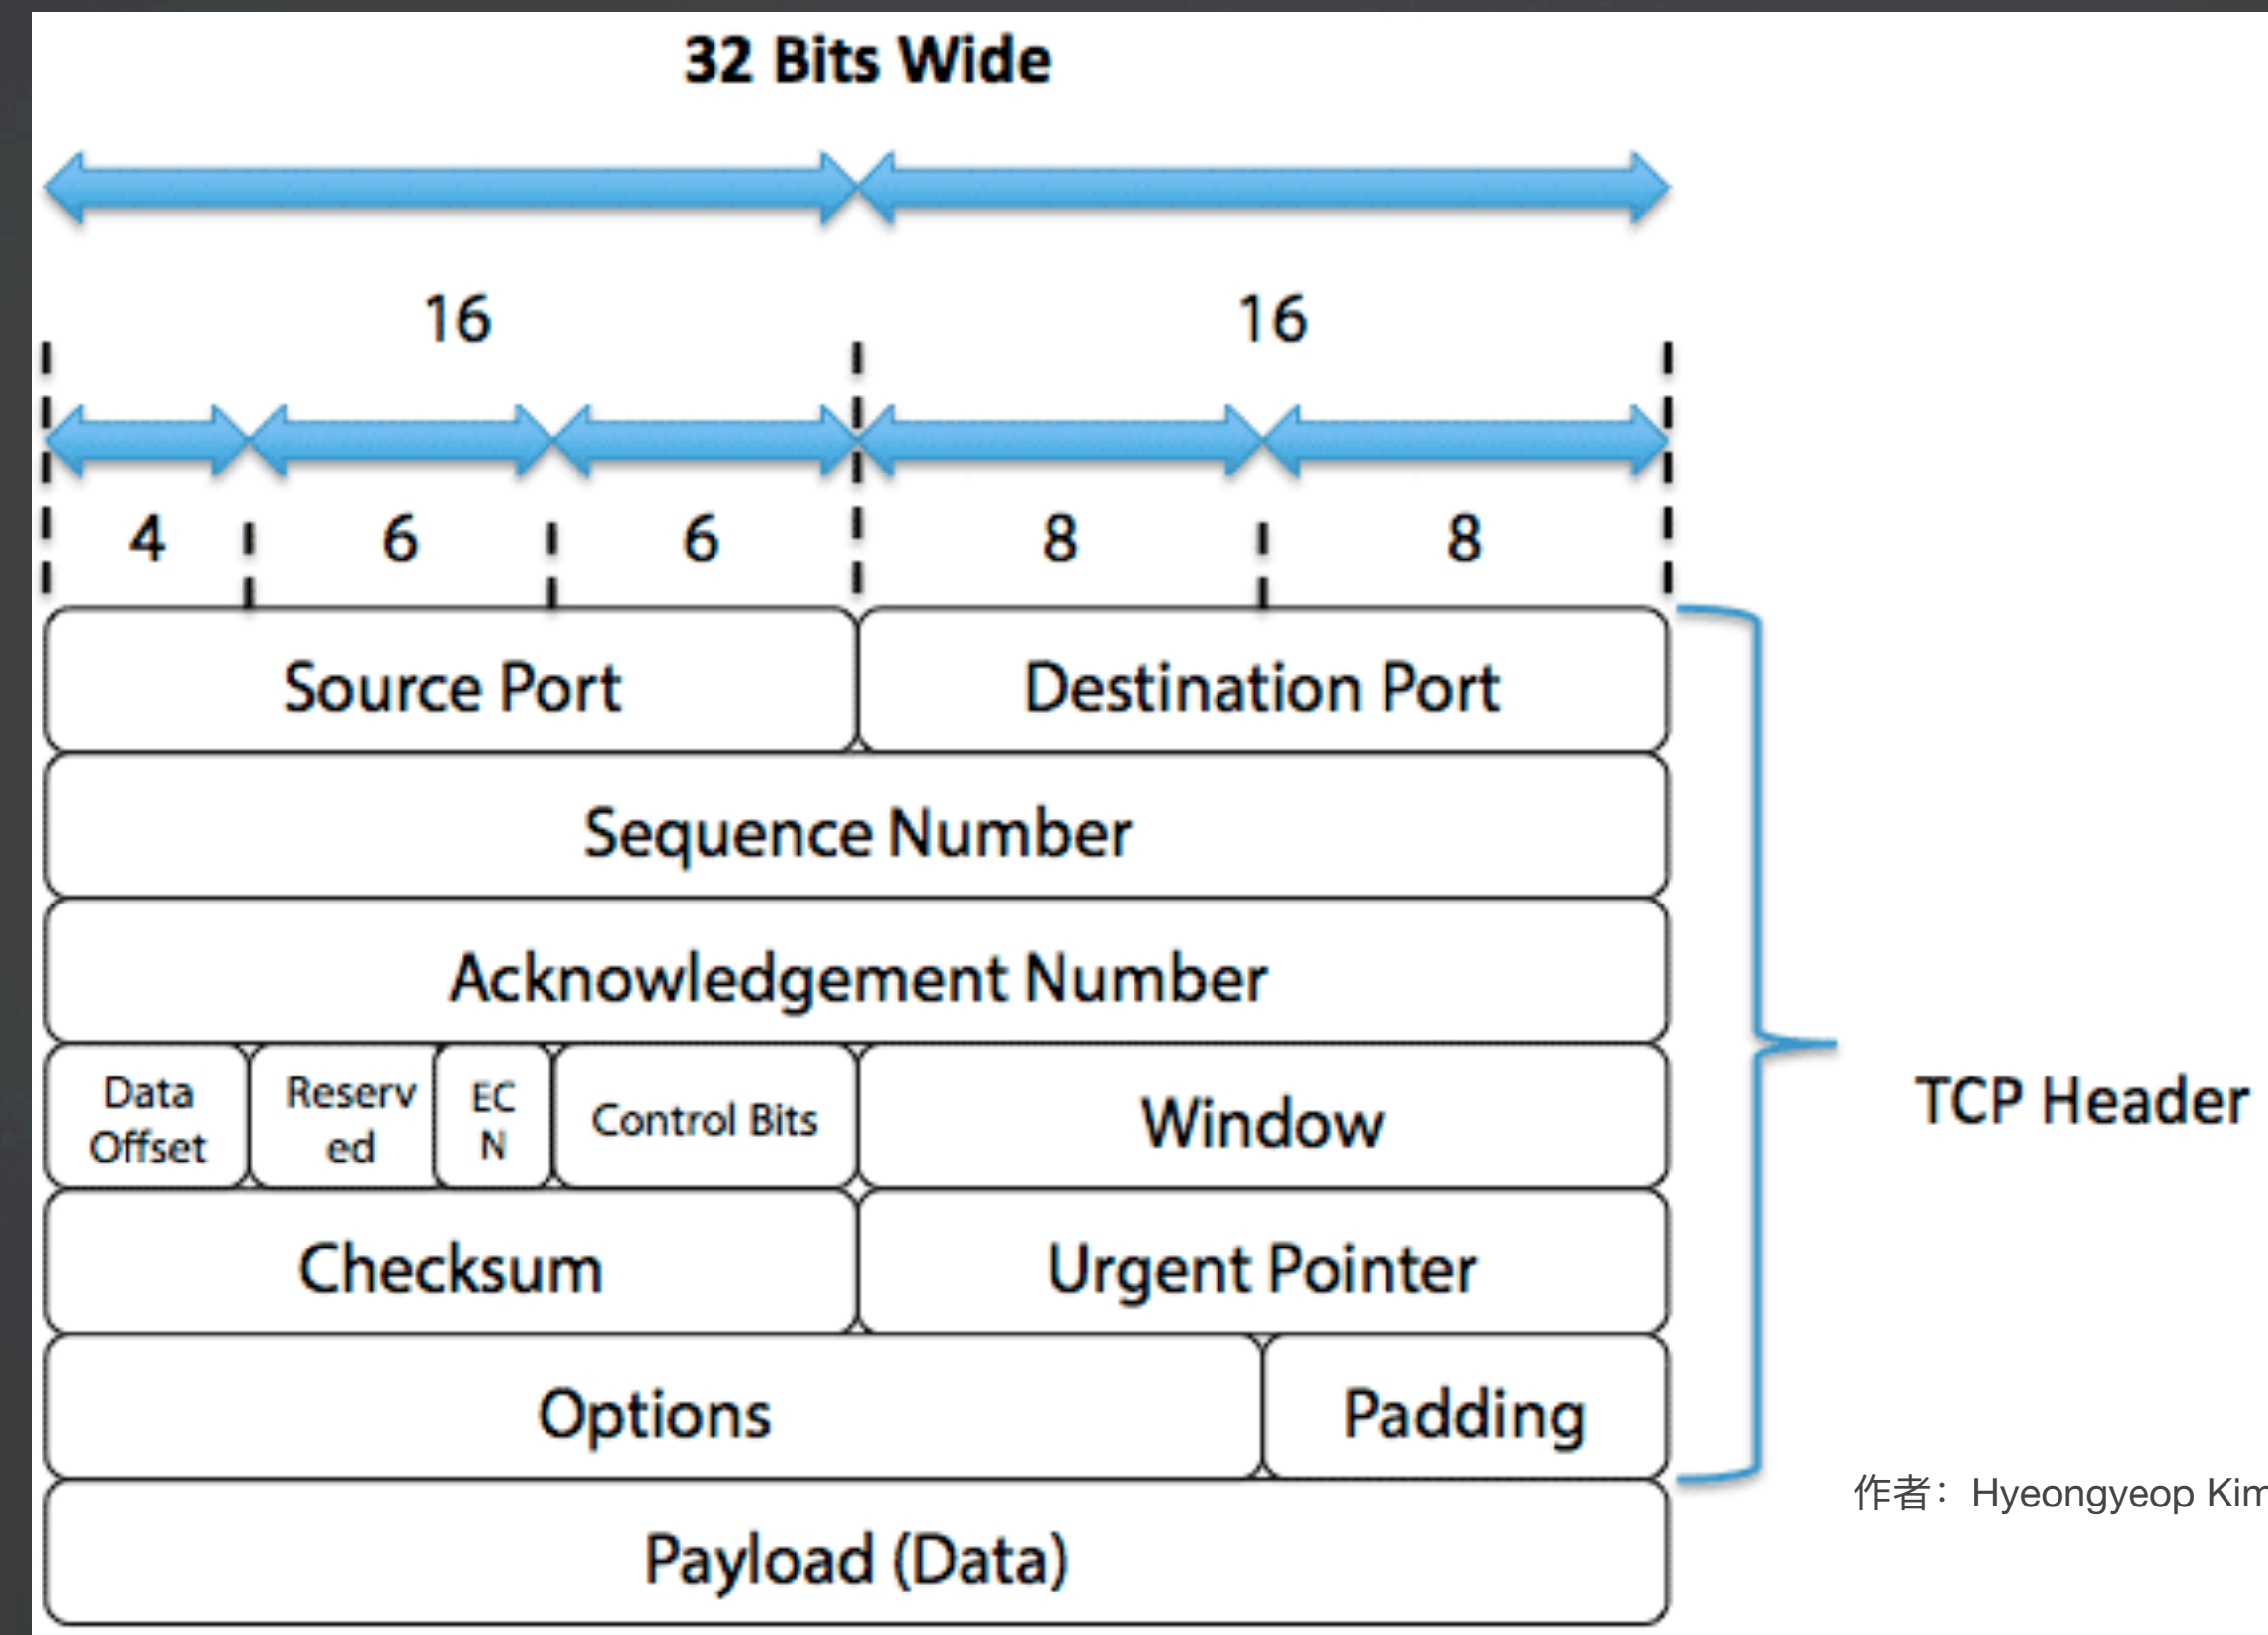 32 Bits Wide
16 16
4 6 6 8 8
Source Port Destination Port
Sequence Number
Acknowledgement Number
Data Offset Reserv ed EC N Control Bits Window
TCP Header
Checksum Urgent Pointer
Options Padding
作者：Hyeongyeop Kim
Payload (Data)